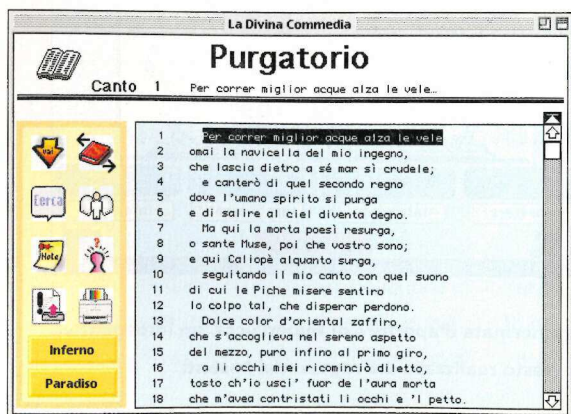 La Divina Commedia
Purgatorio
Canto 1 Per correr miglior acque alza le vele…
vai
Cerca
Note
Inferno
Paradiso
1 Per correr miglior acque alza le vele
2 omai la navicella del mio ingegno,
3 che lascia dietro a sé mar sì crudele;
4 e canterò di quel secondo regno
5 dove l'umano spirito si purga
6 e di salire al ciel diventa degno.
7 Ma qui la morta poesì resurga,
8 o sante Muse, poi che vostro sono;
9 e qui Caliopè alquanto surga,
10 seguitando il mio canto con quel suono
11 di cui le Piche misere sentiro
12 lo colpo tal, che disperar perdono.
13 Dolce color d'oriental zaffiro,
14 che s'accoglieva nel sereno aspetto
15 del mezzo, puro infino al primo giro,
16 a li occhi miei ricominciò diletto,
17 tosto ch'io usci' fuor de l'aura morta
18 che m'avea contristati li occhi e 'l petto.